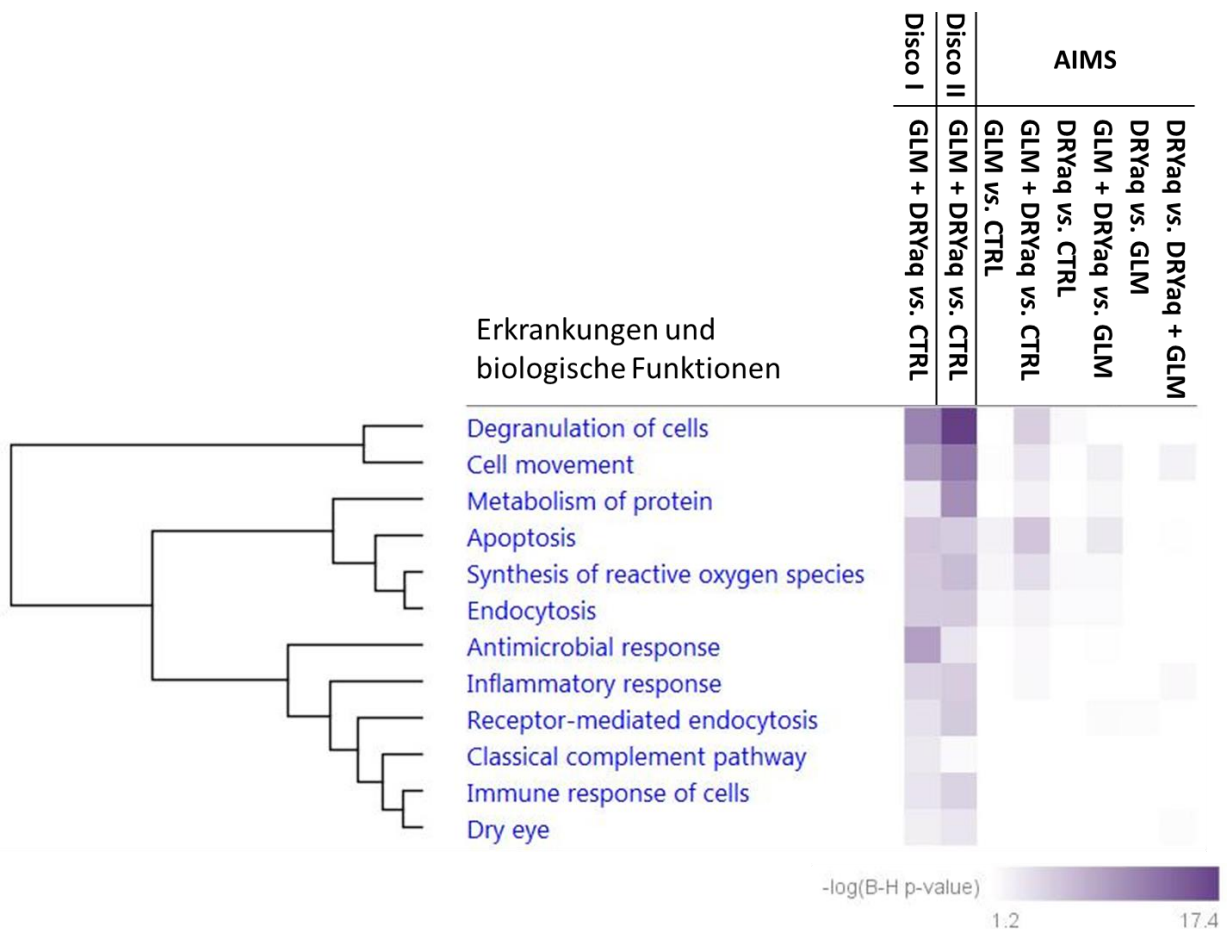 Disco I
Disco II
AIMS
GLM + DRYaq vs. CTRL
GLM + DRYaq vs. CTRL
GLM vs. CTRL
GLM + DRYaq vs. CTRL
DRYaq vs. CTRL
GLM + DRYaq vs. GLM
DRYaq vs. GLM
DRYaq vs. DRYaq + GLM
Erkrankungen und
biologische Funktionen
Degranulation of cells
Cell movement
Metabolism of protein
Apoptosis
Synthesis of reactive oxygen species
Endocytosis
Antimicrobial response
Inflammatory response
Receptor-mediated endocytosis
Classical complement pathway
Immune response of cells
Dry eye
-log(B-H p-value)
1.2
17.4